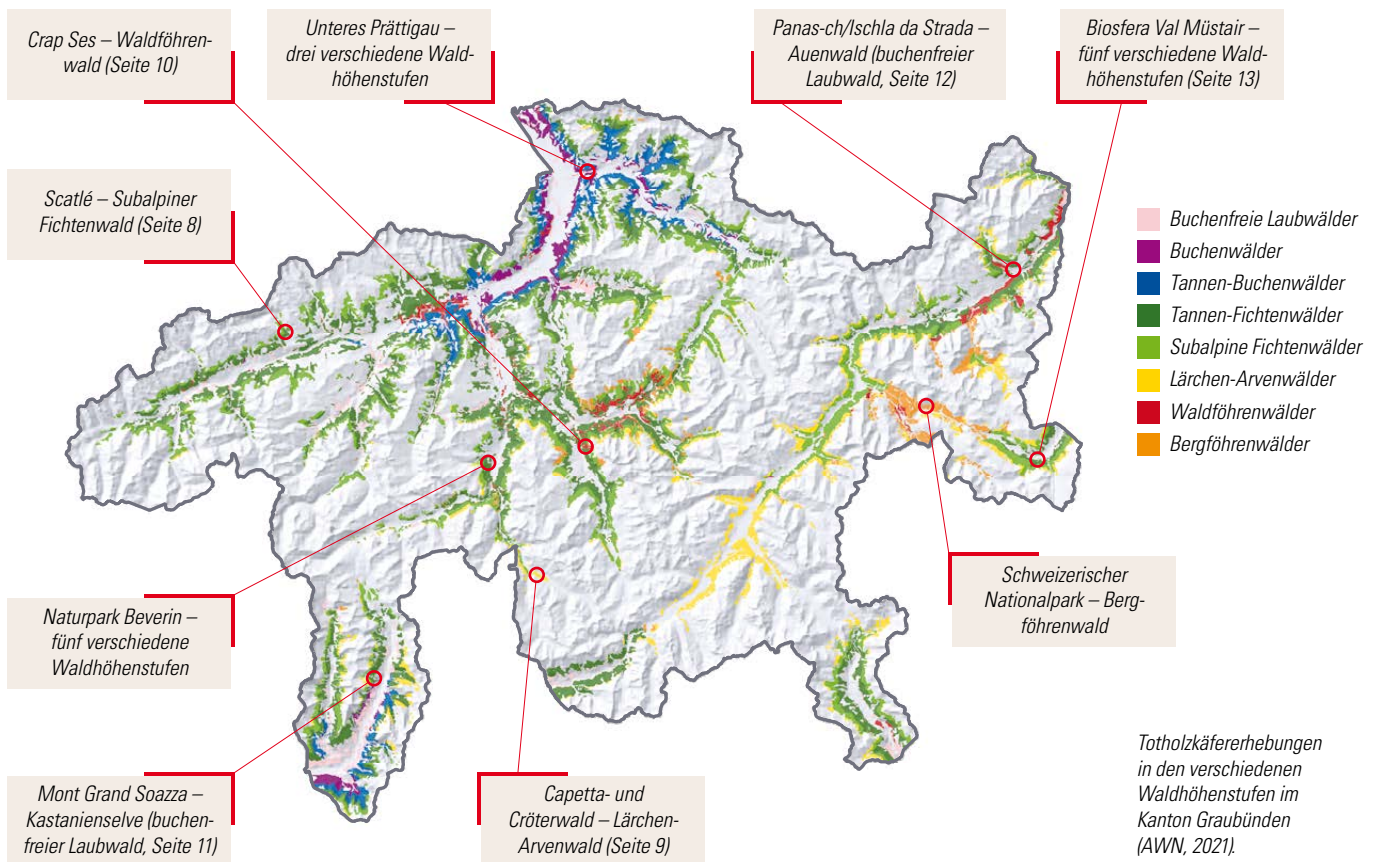 Crap Ses – Waldföhren-
wald (Seite 10)
Unteres Prättigau –
drei verschiedene Wald-
höhenstufen
Panas-ch/Ischla da Strada –
Auenwald (buchenfreier
Laubwald, Seite 12)
Biosfera Val Müstair –
fünf verschiedene Wald-
höhenstufen (Seite 13)
Scatlé – Subalpiner
Fichtenwald (Seite 8)
Buchenfreie Laubwälder
Buchenwälder
Tannen-Buchenwälder
Tannen-Fichtenwälder
Subalpine Fichtenwälder
Lärchen-Arvenwälder
Waldföhrenwälder
Bergföhrenwälder
Naturpark Beverin –
fünf verschiedene
Waldhöhenstufen
Schweizerischer
Nationalpark – Berg-
föhrenwald
Mont Grand Soazza –
Kastanienselve (buchen-
freier Laubwald, Seite 11)
Capetta- und
Cröterwald – Lärchen-
Arvenwald (Seite 9)
Totholzkäfererhebungen
in den verschiedenen
Waldhöhenstufen im
Kanton Graubünden
(AWN, 2021).